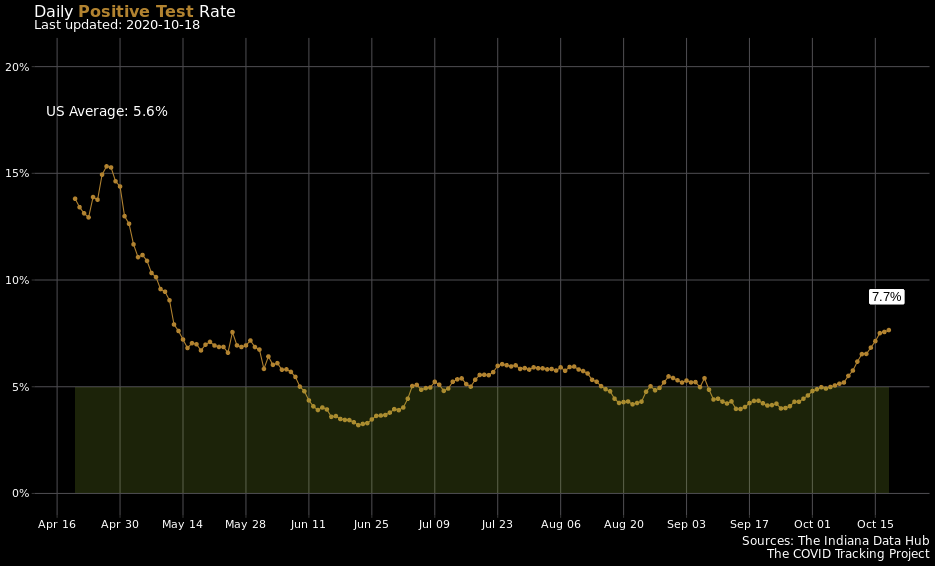 Daily Positive Test Rate
Last updated: 2020-10-18
20%
US Average: 5.6%
15%
10%
7.7%
5%
0%
Apr 16 Apr 30 May 14 May 28 Jun 11 Jun 25 Jul 09 Jul 23 Aug 06 Aug 20 Sep 03 Sep 17 Oct 01 Oct 15
Sources: The Indiana Data Hub
The COVID Tracking Project